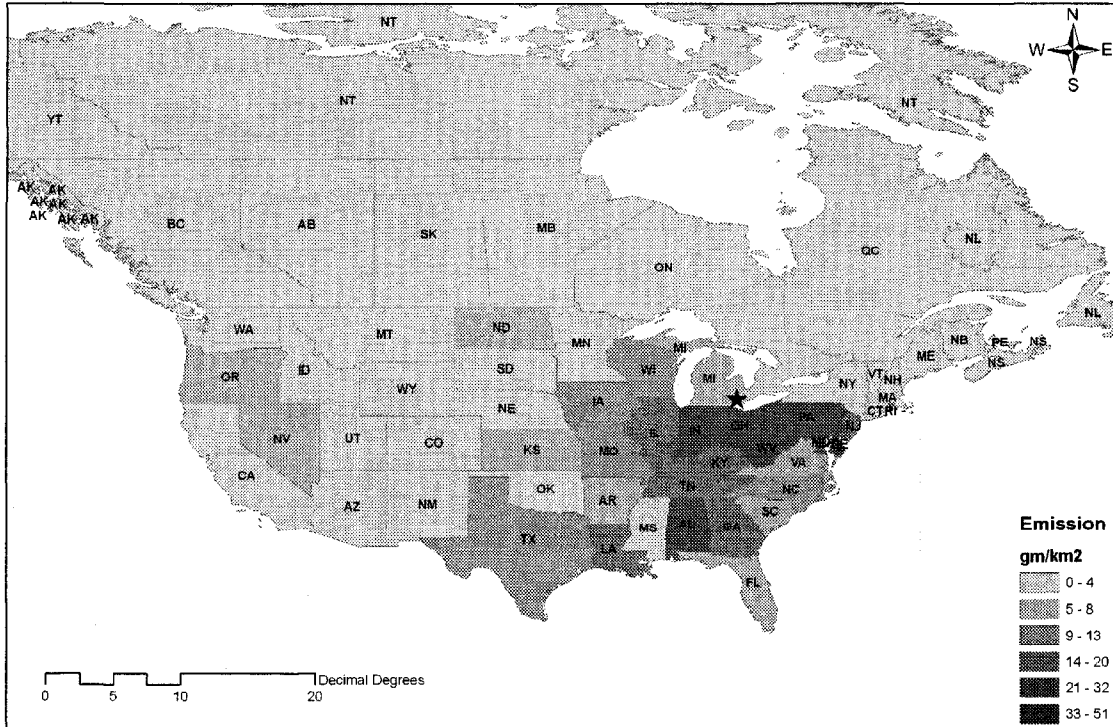 NT
N
W E
S
NT
NT
YT
AK AK
AK AK
AK AK AK
BC
AB
SK
MB
ON
QC
NL
NL
WA
MT
ND
MN
MI
NB
PE
NS
NS
ME
OR
ID
WY
SD
WI
MI
NY
VT
NH
MA
CT RI
NV
UT
CO
NE
IA
IL
IN
OH
PA
NJ
MD DE
CA
KS
MO
KY
WV
VA
AZ
NM
OK
AR
TN
NC
SC
MS
AL
GA
TX
LA
FL
Emission
gm/km2
0 - 4
5 - 8
9 - 13
14 - 20
21 - 32
33 - 51
Decimal Degrees
0 5 10 20